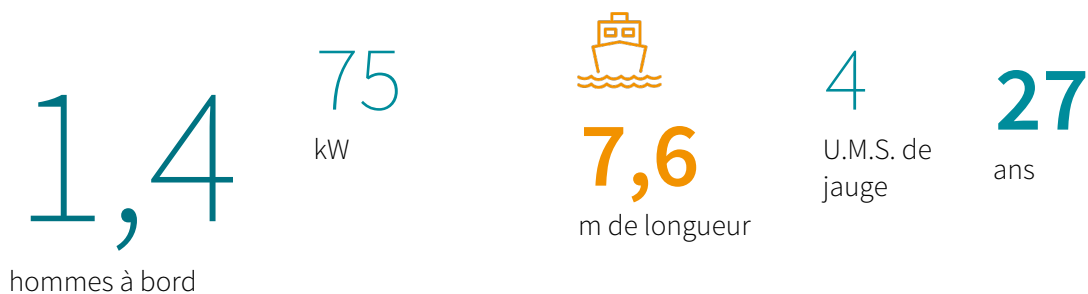 1,4
hommes à bord
75
kW
7,6
m de longueur
4
U.M.S. de
jauge
27
ans